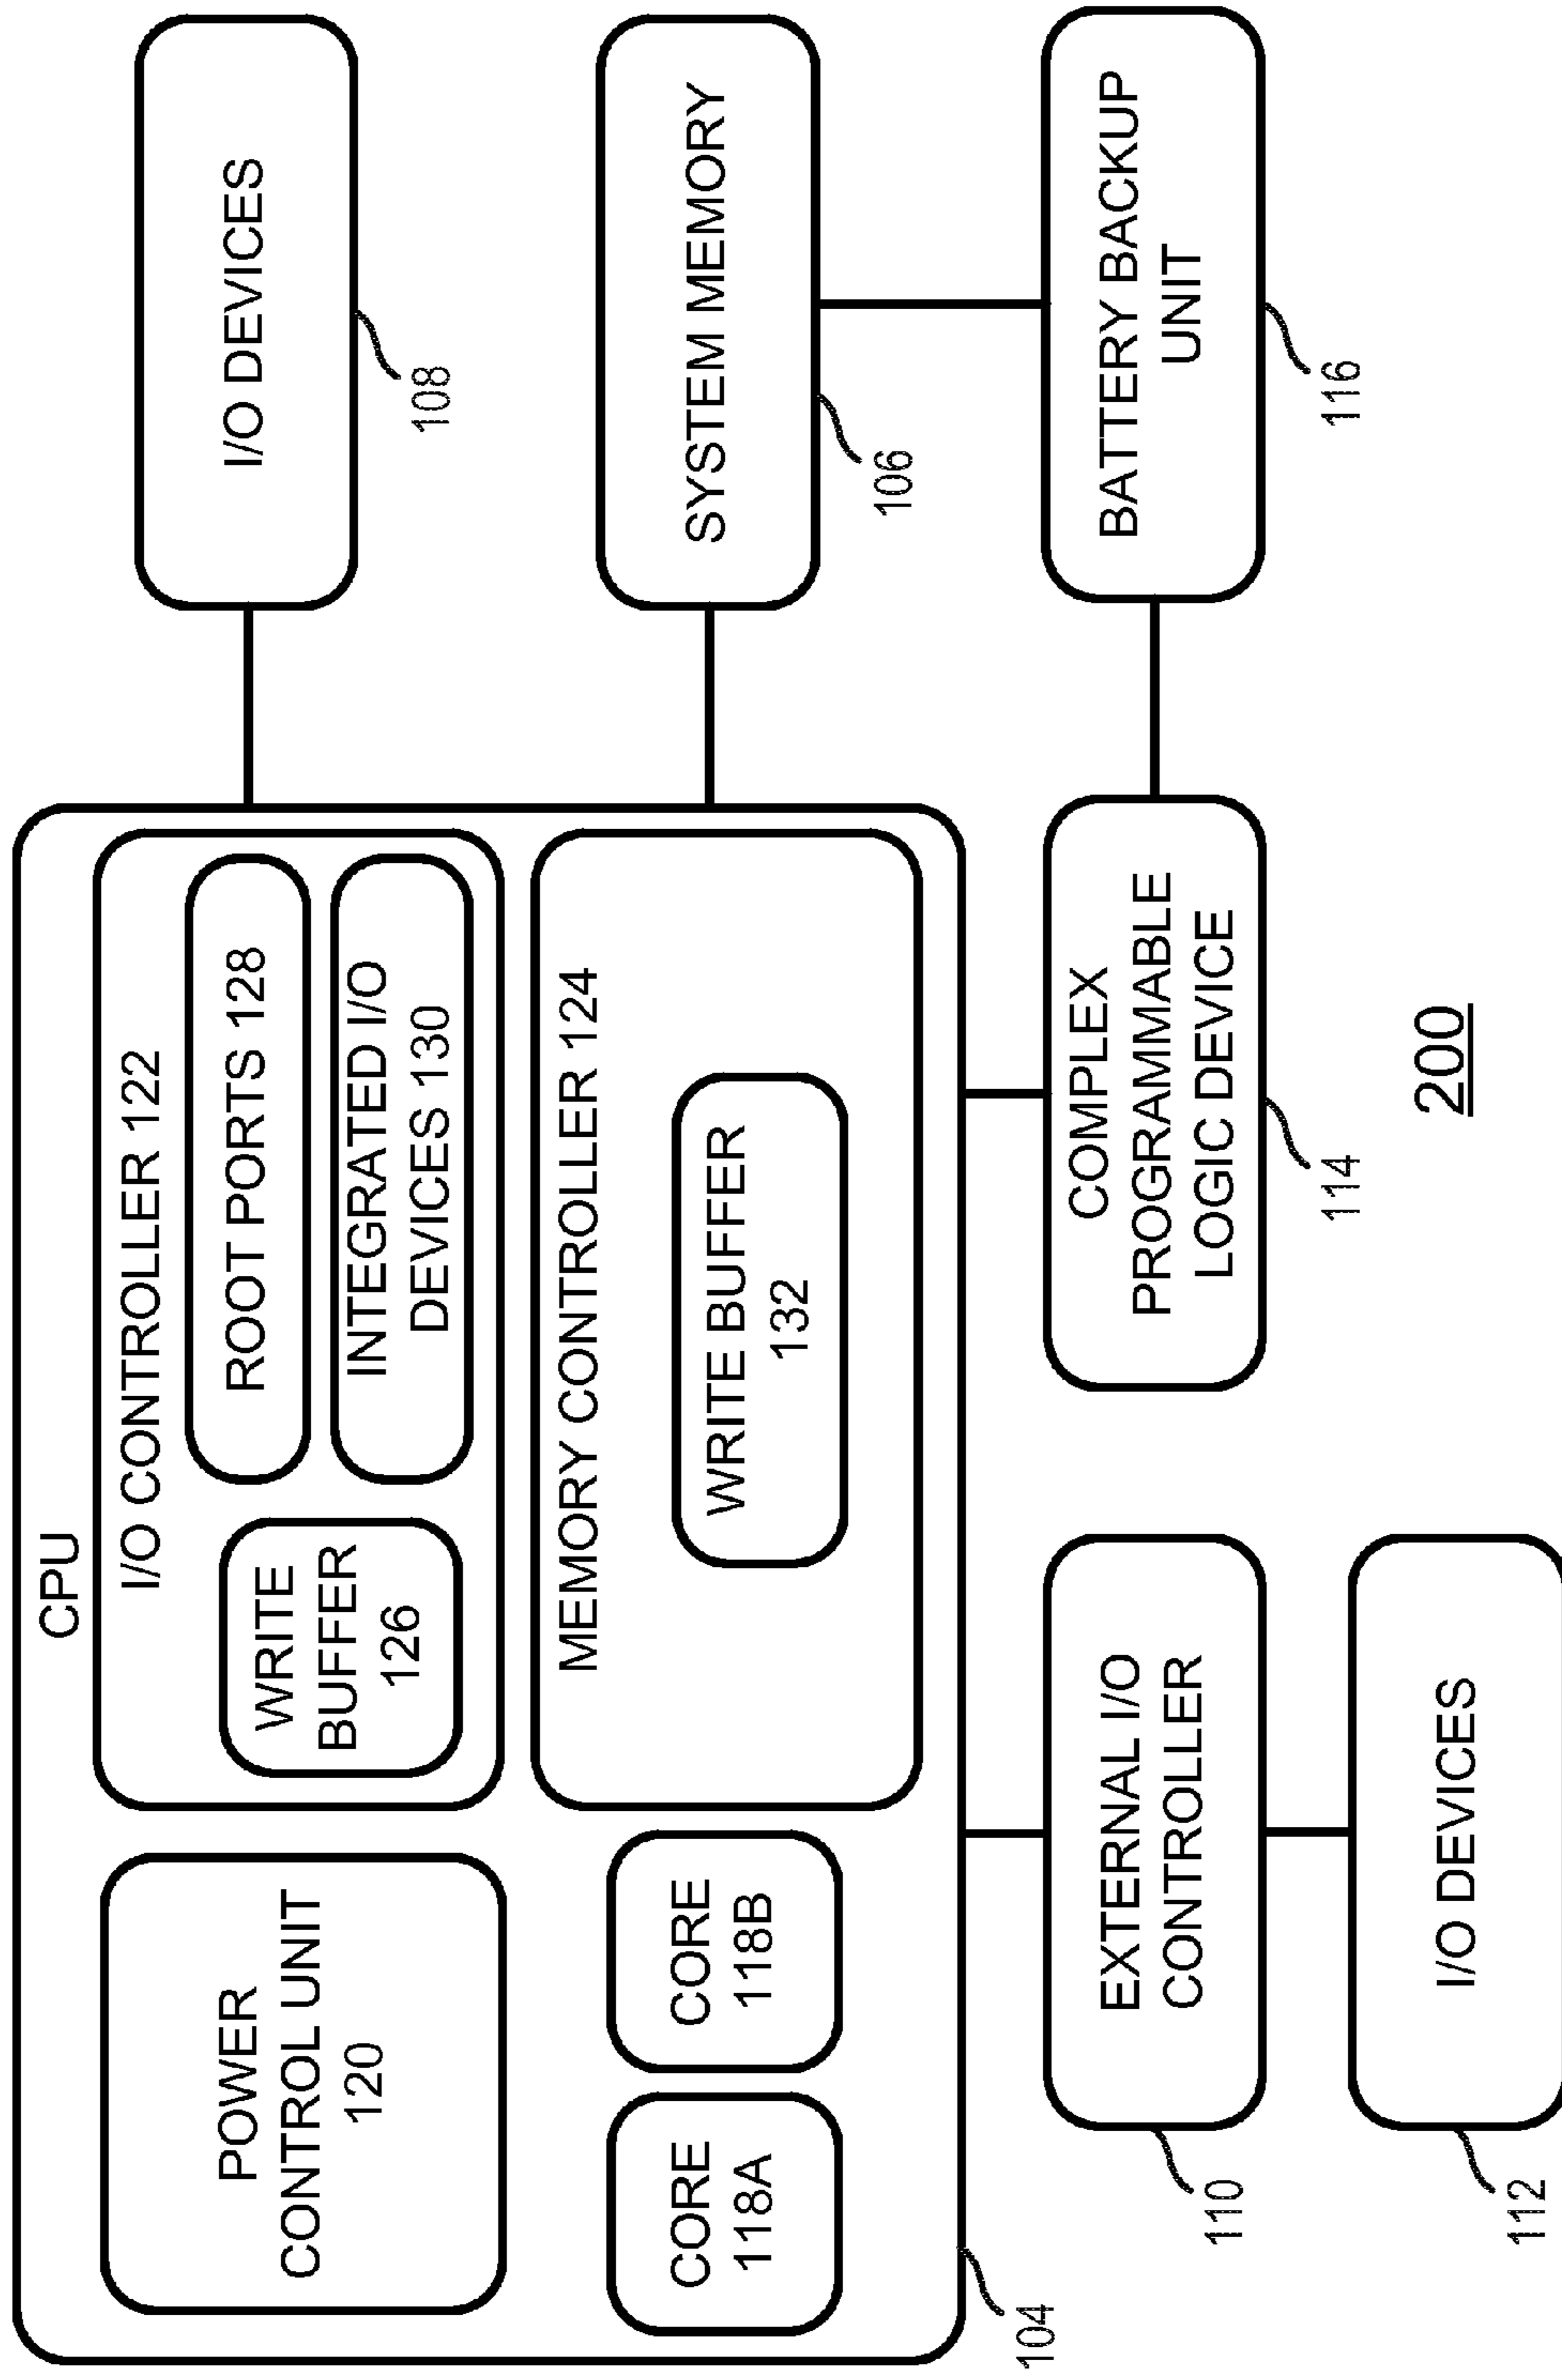 CPU
POWER
CONTROL UNIT
120
I/O CONTROLLER 122
WRITE
BUFFER
126
ROOT PORTS 128
INTEGRATED I/O
DEVICES 130
I/O DEVICES
108
CORE
118A
CORE
118B
MEMORY CONTROLLER 124
WRITE BUFFER
132
SYSTEM MEMORY
106
104
EXTERNAL I/O
CONTROLLER
110
COMPLEX
PROGRAMMABLE
LOGIC DEVICE
114
BATTERY BACKUP
UNIT
116
I/O DEVICES
112
200